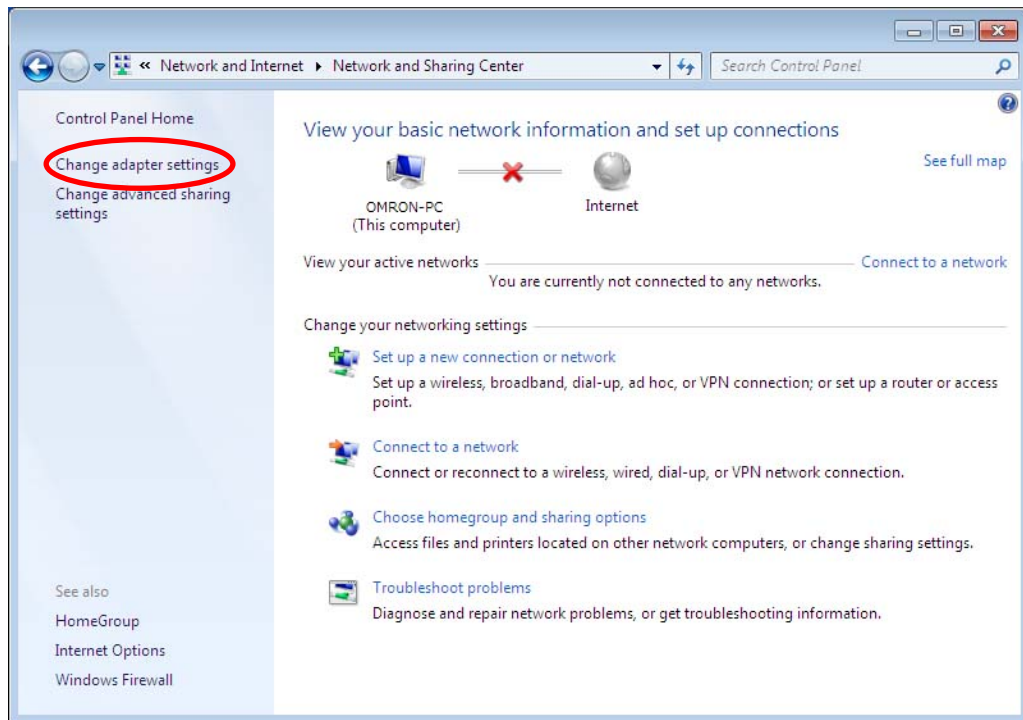 « Network and Internet ▸ Network and Sharing Center
Search Control Panel
Control Panel Home
Change adapter settings
Change advanced sharing
settings
See also
HomeGroup
Internet Options
Windows Firewall
View your basic network information and set up connections
See full map
OMRON-PC
(This computer)
Internet
View your active networks
Connect to a network
You are currently not connected to any networks.
Change your networking settings
Set up a new connection or network
Set up a wireless, broadband, dial-up, ad hoc, or VPN connection; or set up a router or access
point.
Connect to a network
Connect or reconnect to a wireless, wired, dial-up, or VPN network connection.
Choose homegroup and sharing options
Access files and printers located on other network computers, or change sharing settings.
Troubleshoot problems
Diagnose and repair network problems, or get troubleshooting information.